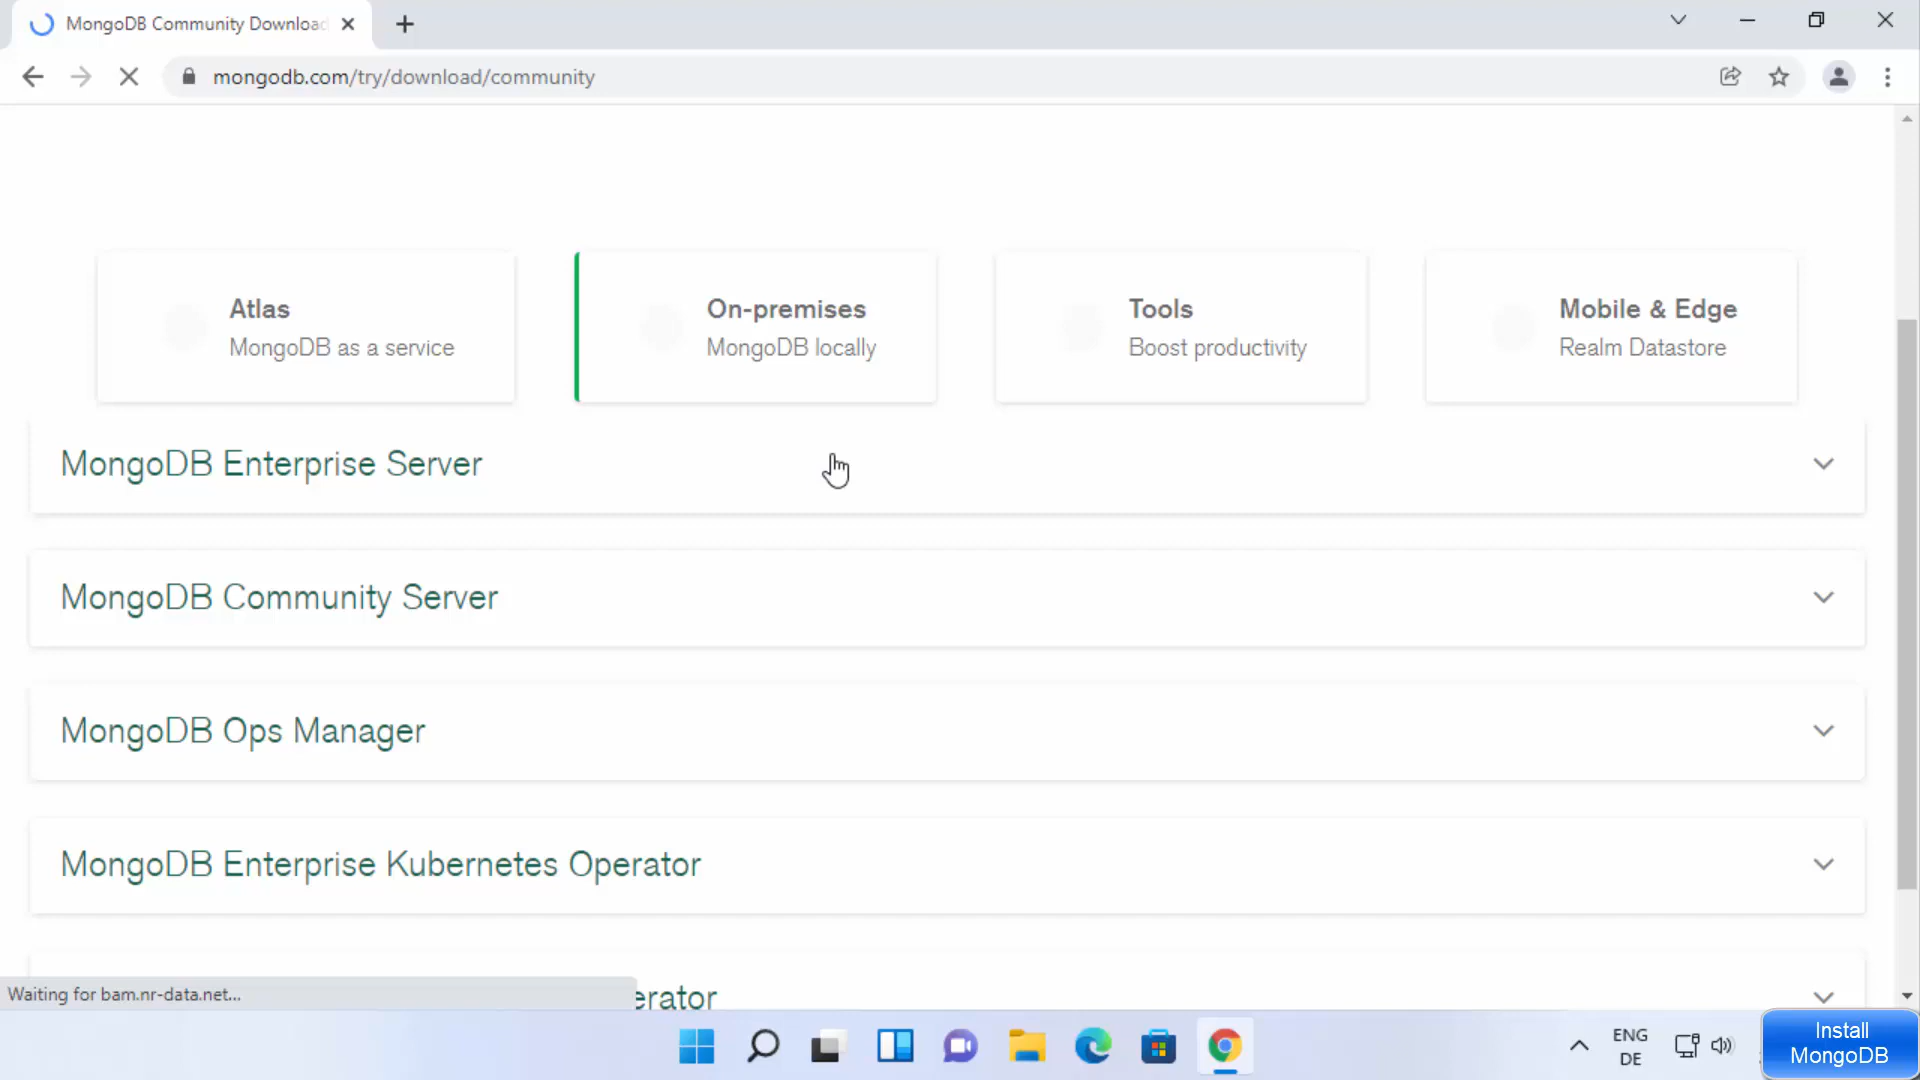 MongoDB Community Download
mongodb.com/try/download/community
Atlas
MongoDB as a service
On-premises
MongoDB locally
Tools
Boost productivity
Mobile & Edge
Realm Datastore
MongoDB Enterprise Server
MongoDB Community Server
MongoDB Ops Manager
MongoDB Enterprise Kubernetes Operator
erator
Waiting for bam.nr-data.net...
ENG
DE
Install
MongoDB